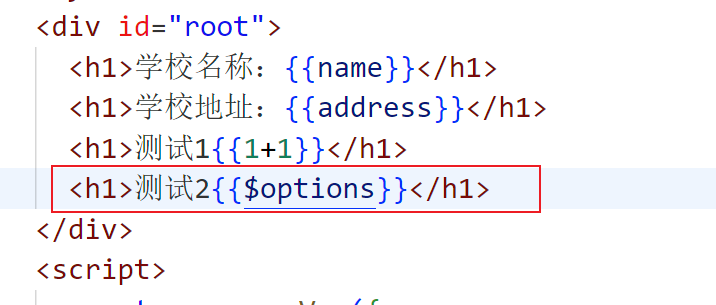 <div id="root">
<h1>学校名称：{{name}}</h1>
<h1>学校地址：{{address}}</h1>
<h1>测试1{{1+1}}</h1>
<h1>测试2{{$options}}</h1>
</div>
<script>